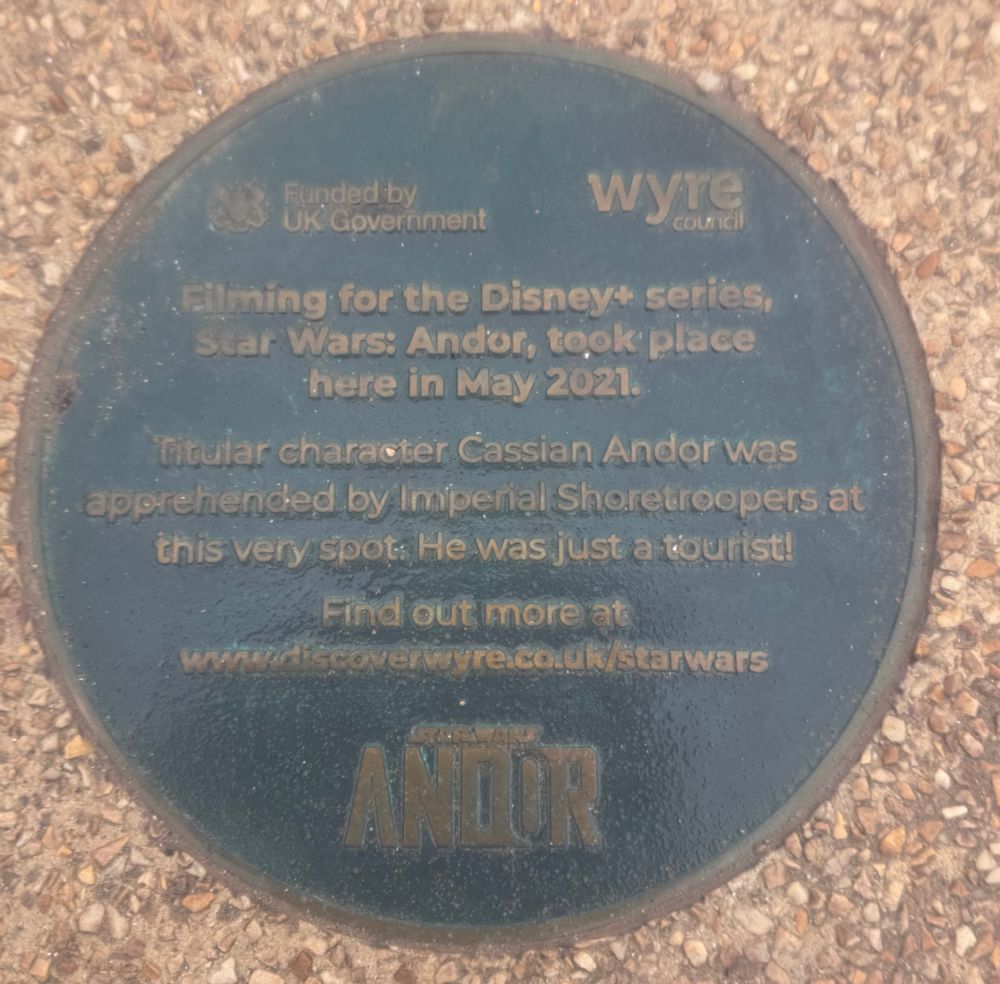 Funded by
UK Government
wyre
council
Filming for the Disney+ series,
Star Wars: Andor, took place
here in May 2021.
Titular character Cassian Andor was
apprehended by Imperial Shoretroopers at
this very spot. He was just a tourist!
Find out more at
www.discoverwyre.co.uk/starwars
STAR WARS
ANDOR